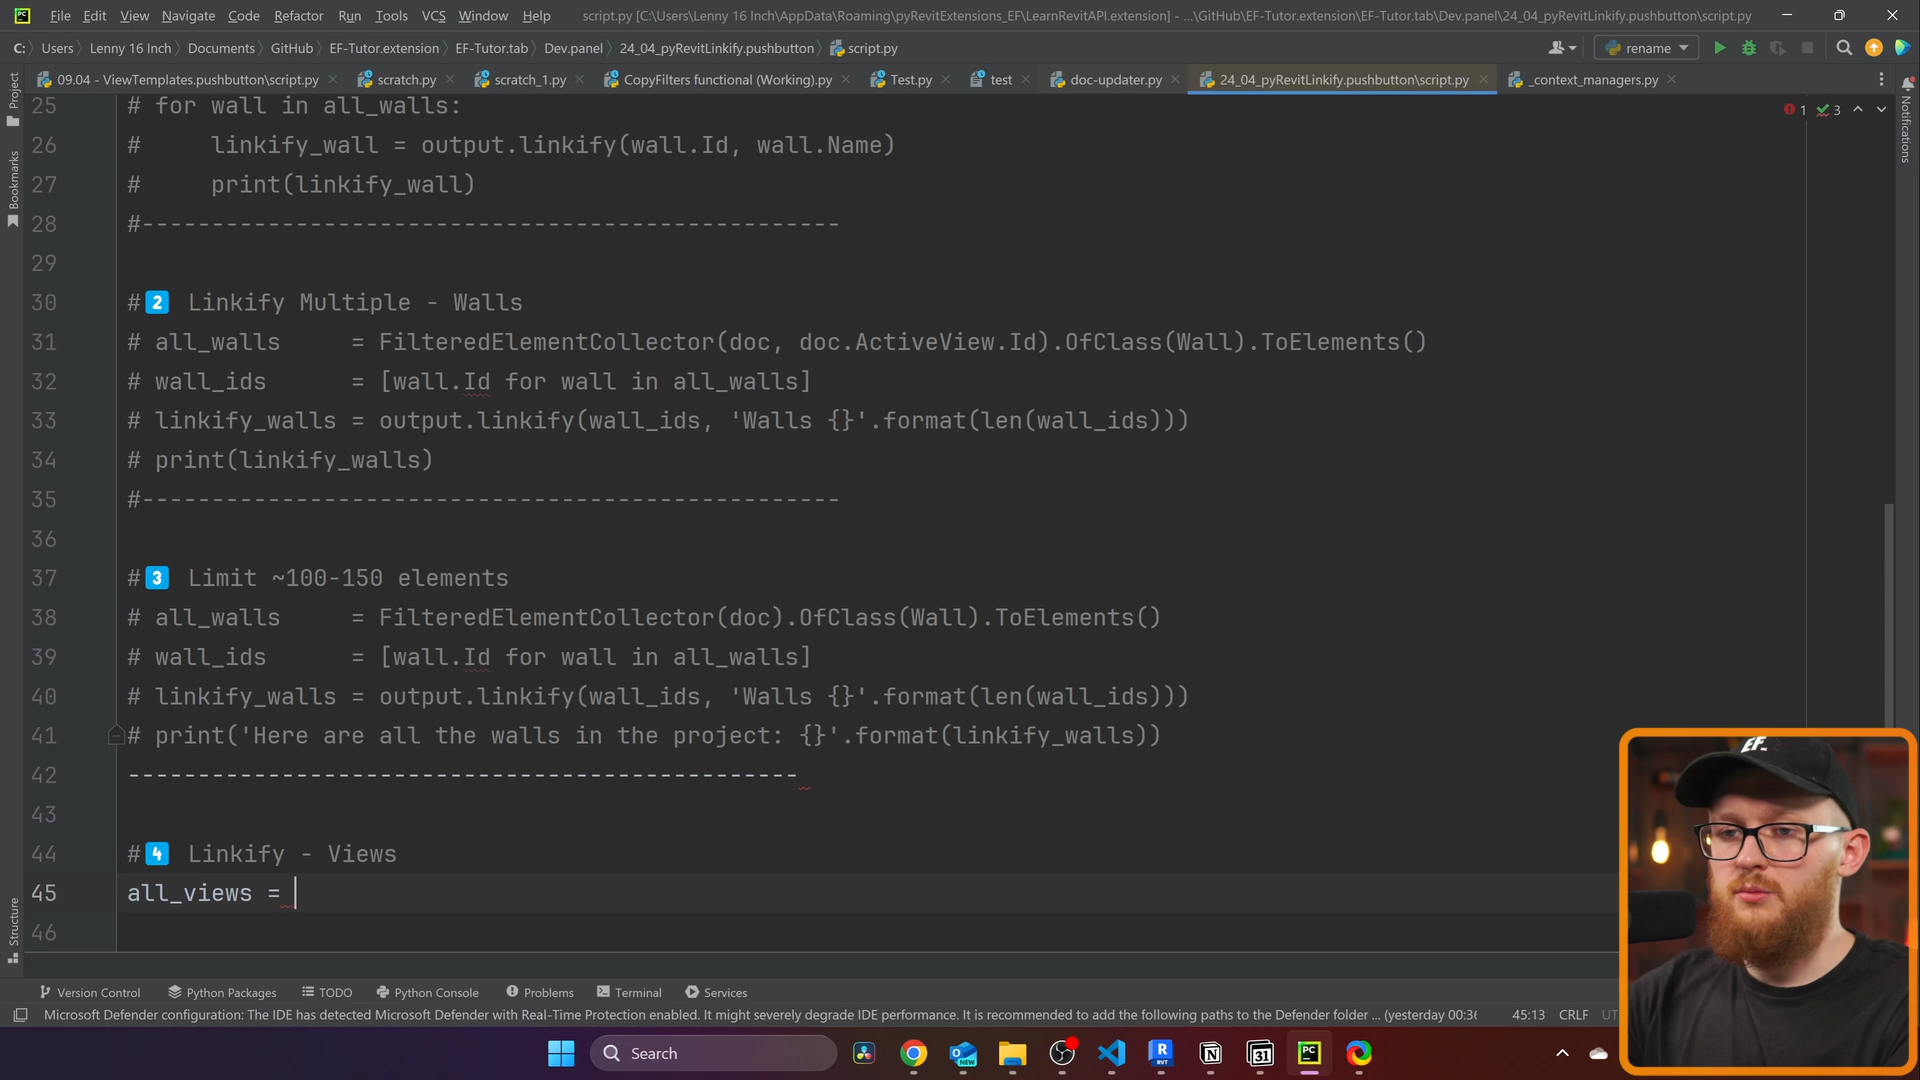 File Edit View Navigate Code Refactor Run Tools VCS Window Help script.py [C:\Users\Lenny 16 Inch\AppData\Roaming\pyRevitExtensions_EF\LearnRevitAPI.extension] - ...\GitHub\EF-Tutor.extension\EF-Tutor.tab\Dev.panel\24_04_pyRevitLinkify.pushbutton\script.py
C: Users Lenny 16 Inch Documents GitHub EF-Tutor.extension EF-Tutor.tab Dev.panel 24_04_pyRevitLinkify.pushbutton script.py rename
09.04 - ViewTemplates.pushbutton\script.py scratch.py scratch_1.py CopyFilters functional (Working).py Test.py test doc-updater.py 24_04_pyRevitLinkify.pushbutton\script.py _context_managers.py
Project
Bookmarks
Structure
Notifications
1 3
25 # for wall in all_walls:
26 #     linkify_wall = output.linkify(wall.Id, wall.Name)
27 #     print(linkify_wall)
28 #--------------------------------------------------
29
30 #2 Linkify Multiple - Walls
31 # all_walls     = FilteredElementCollector(doc, doc.ActiveView.Id).OfClass(Wall).ToElements()
32 # wall_ids      = [wall.Id for wall in all_walls]
33 # linkify_walls = output.linkify(wall_ids, 'Walls {}'.format(len(wall_ids)))
34 # print(linkify_walls)
35 #--------------------------------------------------
36
37 #3 Limit ~100-150 elements
38 # all_walls     = FilteredElementCollector(doc).OfClass(Wall).ToElements()
39 # wall_ids      = [wall.Id for wall in all_walls]
40 # linkify_walls = output.linkify(wall_ids, 'Walls {}'.format(len(wall_ids)))
41 # print('Here are all the walls in the project: {}'.format(linkify_walls))
42 ------------------------------------------------
43
44 #4 Linkify - Views
45 all_views =
46
Version Control Python Packages TODO Python Console Problems Terminal Services
Microsoft Defender configuration: The IDE has detected Microsoft Defender with Real-Time Protection enabled. It might severely degrade IDE performance. It is recommended to add the following paths to the Defender folder ... (yesterday 00:36 45:13 CRLF
Search
NEW
RVT
31
PC
EF_